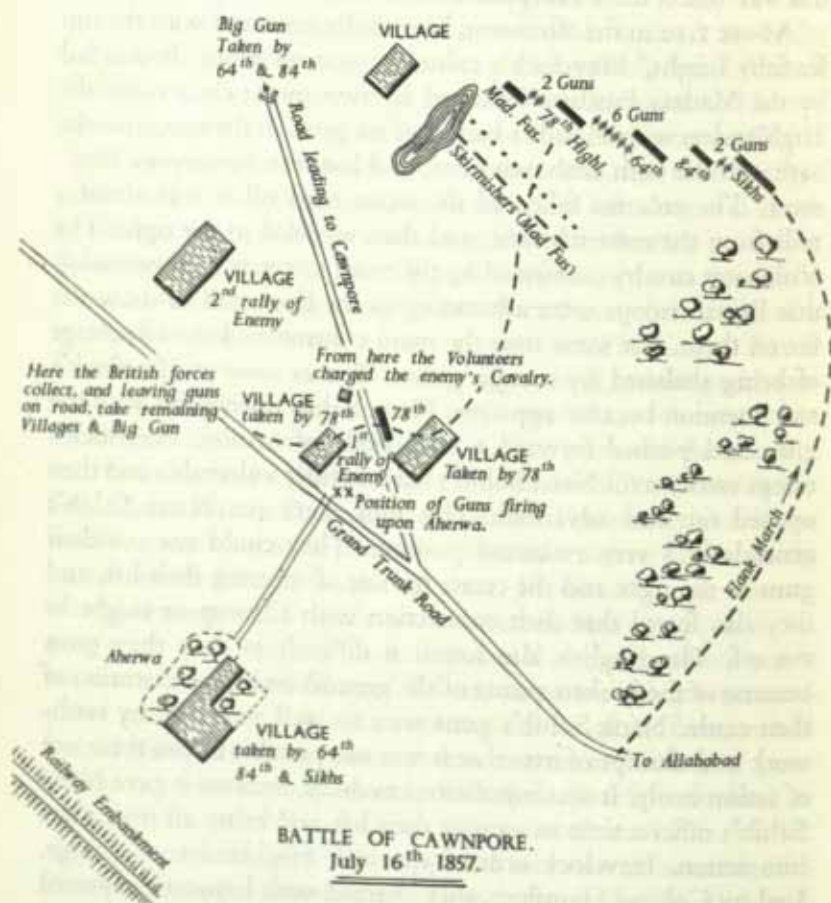 Big Gun
Taken by
64th & 84th
VILLAGE
Road leading to Cawnpore
Mad. Fus.
2 Guns
78th Highl
6 Guns
64th
84th
2 Guns
Sikhs
Skirmishers (Mad Fus)
VILLAGE
2nd rally of
Enemy
Here the British forces
collect, and leaving guns
on road, take remaining
Villages & Big Gun
From here the Volunteers
charged the enemy's Cavalry.
VILLAGE
taken by 78th
78th
1st
rally of
Enemy
VILLAGE
Taken by 78th
Position of Guns firing
upon Aherwa.
Grand Trunk Road
Flank March
Aherwa
VILLAGE
taken by 64th
84th & Sikhs
To Allahabad
Railway Embankment
BATTLE OF CAWNPORE.
July 16th 1857.